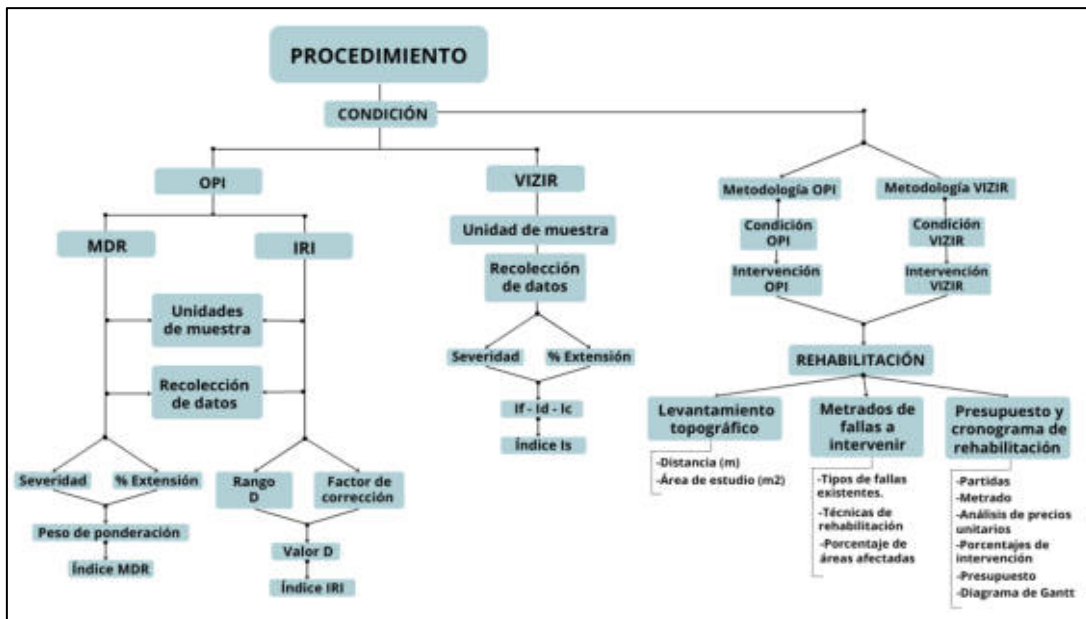 PROCEDIMIENTO
CONDICIÓN
OPI
VIZIR
MDR
IRI
Unidades
de muestra
Recolección
de datos
Severidad
% Extensión
Peso de ponderación
Índice MDR
Rango
D
Factor de
corrección
Valor D
Índice IRI
Unidad de muestra
Recolección
de datos
Severidad
% Extensión
If - Id - Ic
Índice Is
Metodología OPI
Metodología VIZIR
Condición
OPI
Condición
VIZIR
Intervención
OPI
Intervención
VIZIR
REHABILITACIÓN
Levantamiento
topográfico
-Distancia (m)
-Área de estudio (m2)
Metrados de
fallas a
intervenir
-Tipos de fallas
existentes.
-Técnicas de
rehabilitación
-Porcentaje de
áreas afectadas
Presupuesto y
cronograma de
rehabilitación
-Partidas
-Metrado
-Análisis de precios
unitarios
-Porcentajes de
intervención
-Presupuesto
-Diagrama de Gantt